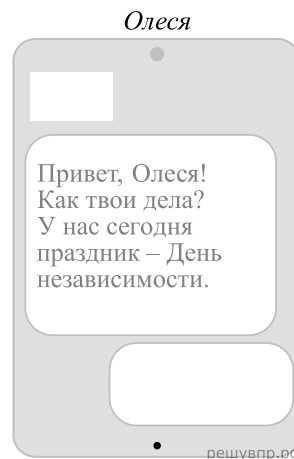 Олеся
Привет, Олеся!
Как твои дела?
У нас сегодня
праздник – День
независимости.
решувпр.рф